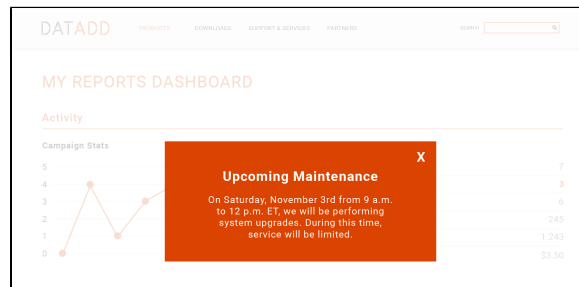 DATADD PRODUCTS DOWNLOADS SUPPORT & SERVICES PARTNERS SEARCH
MY REPORTS DASHBOARD
Activity
Campaign Stats
X
Upcoming Maintenance
On Saturday, November 3rd from 9 a.m.
to 12 p.m. ET, we will be performing
system upgrades. During this time,
service will be limited.
5
4
3
2
1
0
7
3
6
245
1.243
$3.50